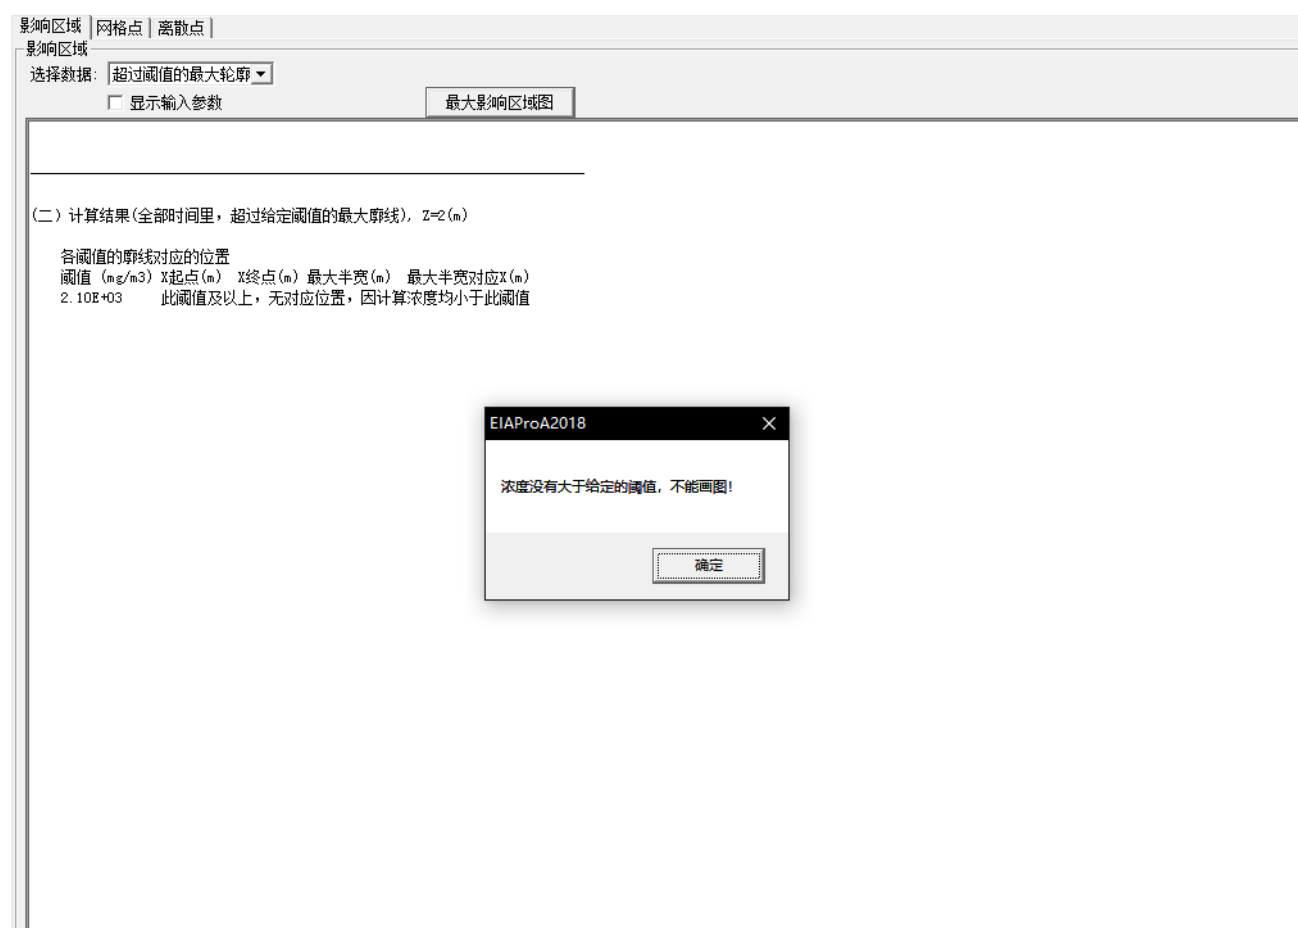 影响区域 网格点 离散点
影响区域
选择数据: 超过阈值的最大轮廓
显示输入参数 最大影响区域图
(二) 计算结果(全部时间里，超过给定阈值的最大廓线), Z=2(m)
各阈值的廓线对应的位置
阈值 (mg/m3) X起点(m) X终点(m) 最大半宽(m) 最大半宽对应X(m)
2.10E+03 此阈值及以上，无对应位置，因计算浓度均小于此阈值
EIAProA2018
浓度没有大于给定的阈值，不能画图!
确定